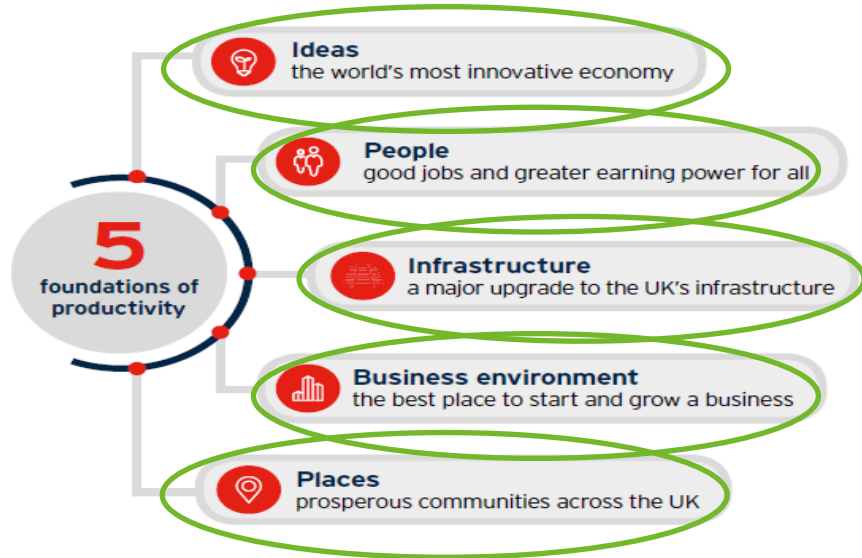 Ideas
the world's most innovative economy
People
good jobs and greater earning power for all
5
foundations of
productivity
Infrastructure
a major upgrade to the UK's infrastructure
Business environment
the best place to start and grow a business
Places
prosperous communities across the UK